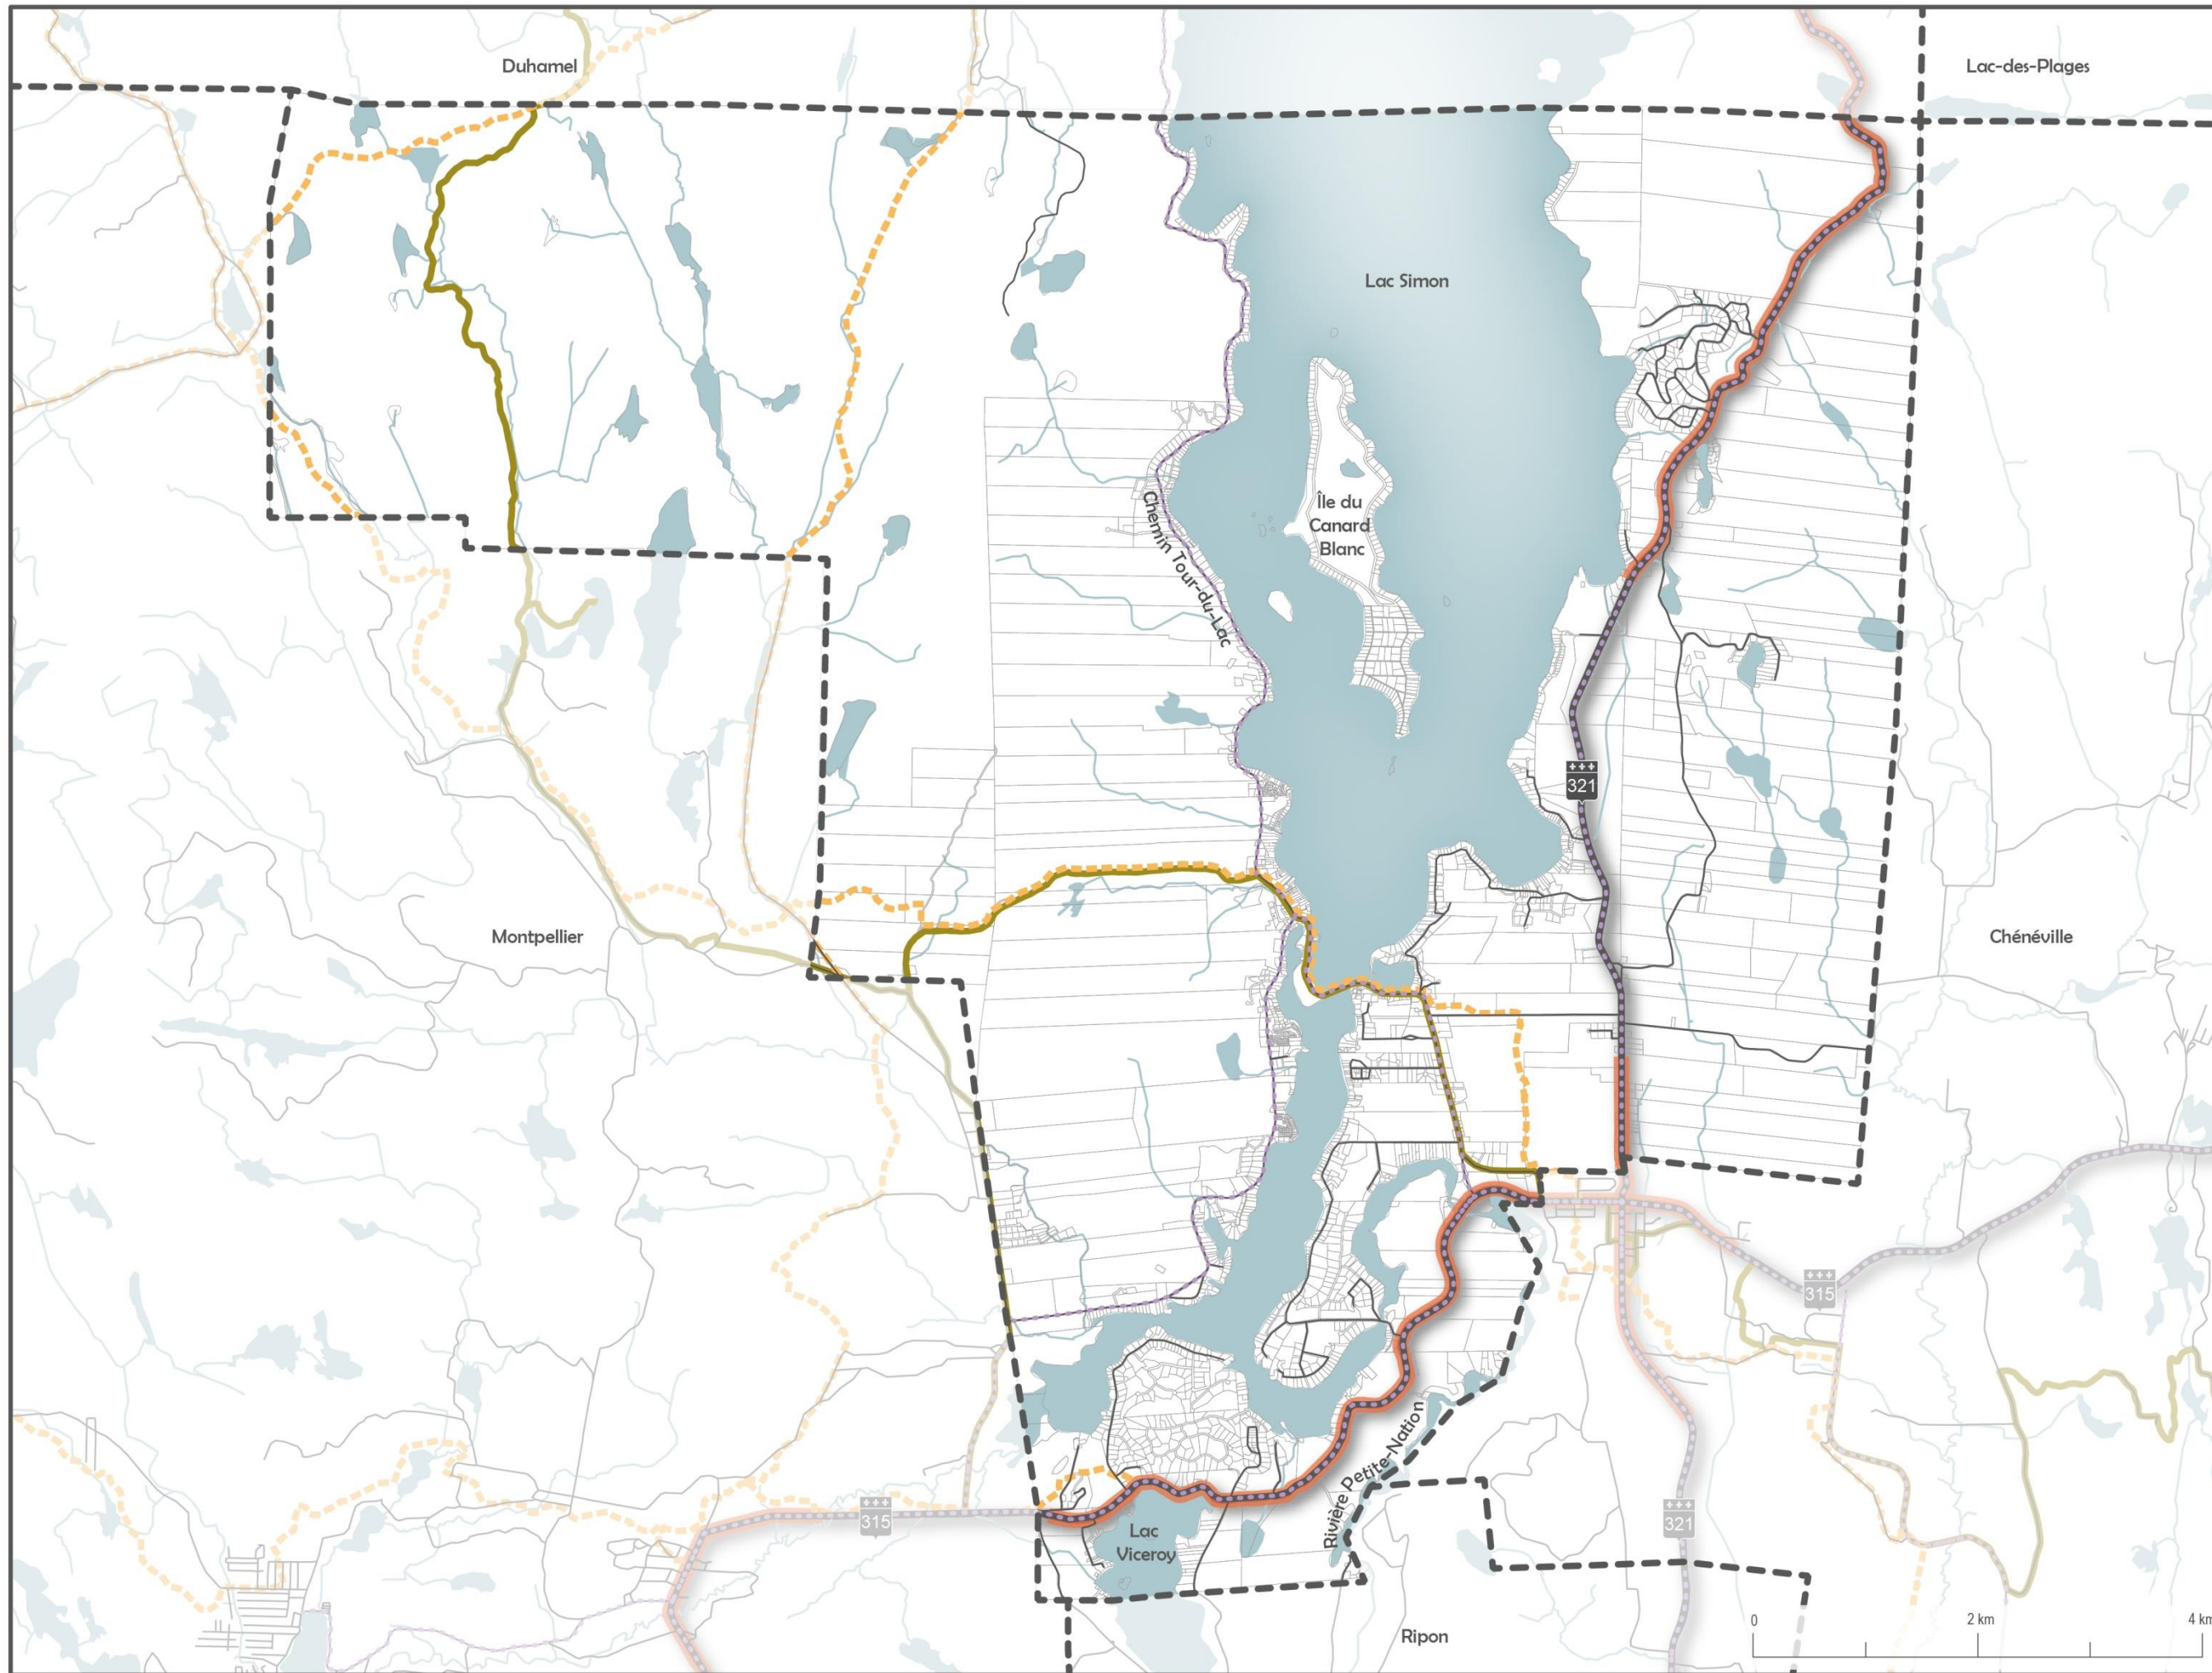 Duhamel
Lac-des-Plages
Lac Simon
Île du
Canard
Blanc
Chemin Tour-du-Lac
321
Montpellier
Chénéville
315
315
321
Rivière Petite-Nation
Lac
Viceroy
Ripon
0
2 km
4 km